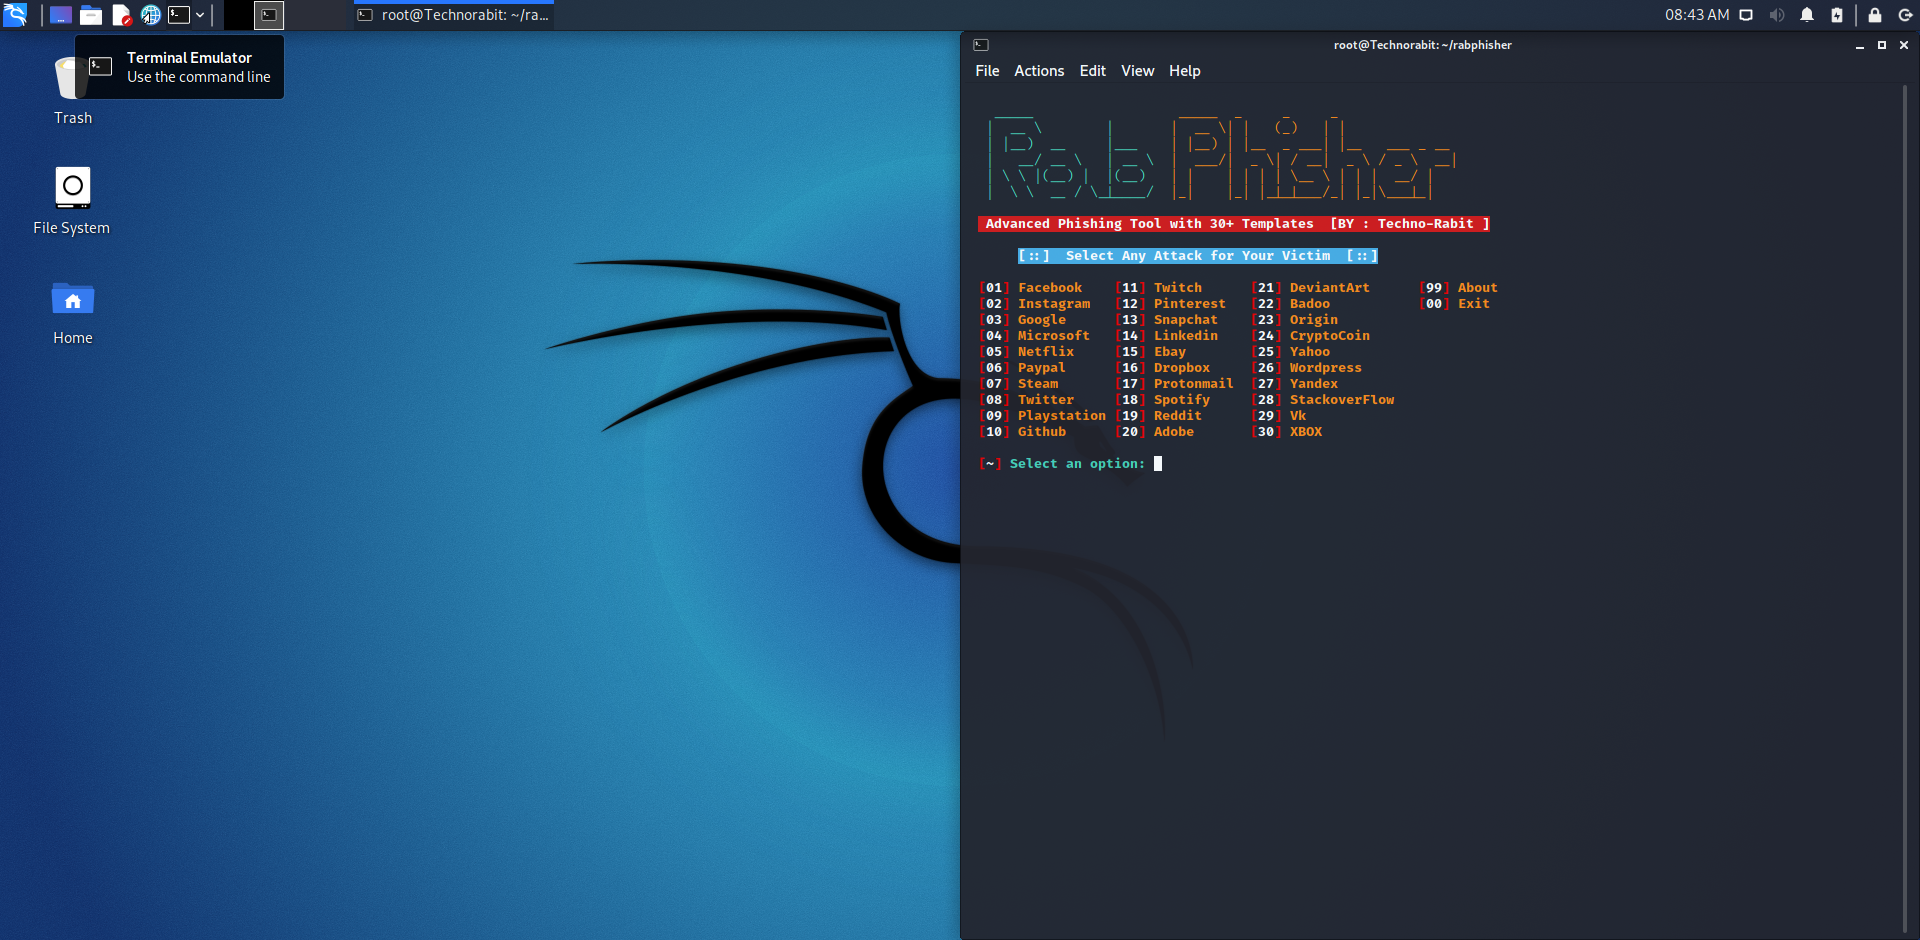 root@Technorabit: ~/ra...
08:43 AM
Terminal Emulator
Use the command line
Trash
File System
Home
root@Technorabit: ~/rabphisher
File Actions Edit View Help
Rab Phisher
Advanced Phishing Tool with 30+ Templates [BY : Techno-Rabit ]
[::] Select Any Attack for Your Victim [::]
[01] Facebook [11] Twitch [21] DeviantArt [99] About
[02] Instagram [12] Pinterest [22] Badoo [00] Exit
[03] Google [13] Snapchat [23] Origin
[04] Microsoft [14] Linkedin [24] CryptoCoin
[05] Netflix [15] Ebay [25] Yahoo
[06] Paypal [16] Dropbox [26] Wordpress
[07] Steam [17] Protonmail [27] Yandex
[08] Twitter [18] Spotify [28] StackoverFlow
[09] Playstation [19] Reddit [29] Vk
[10] Github [20] Adobe [30] XBOX
[~] Select an option: